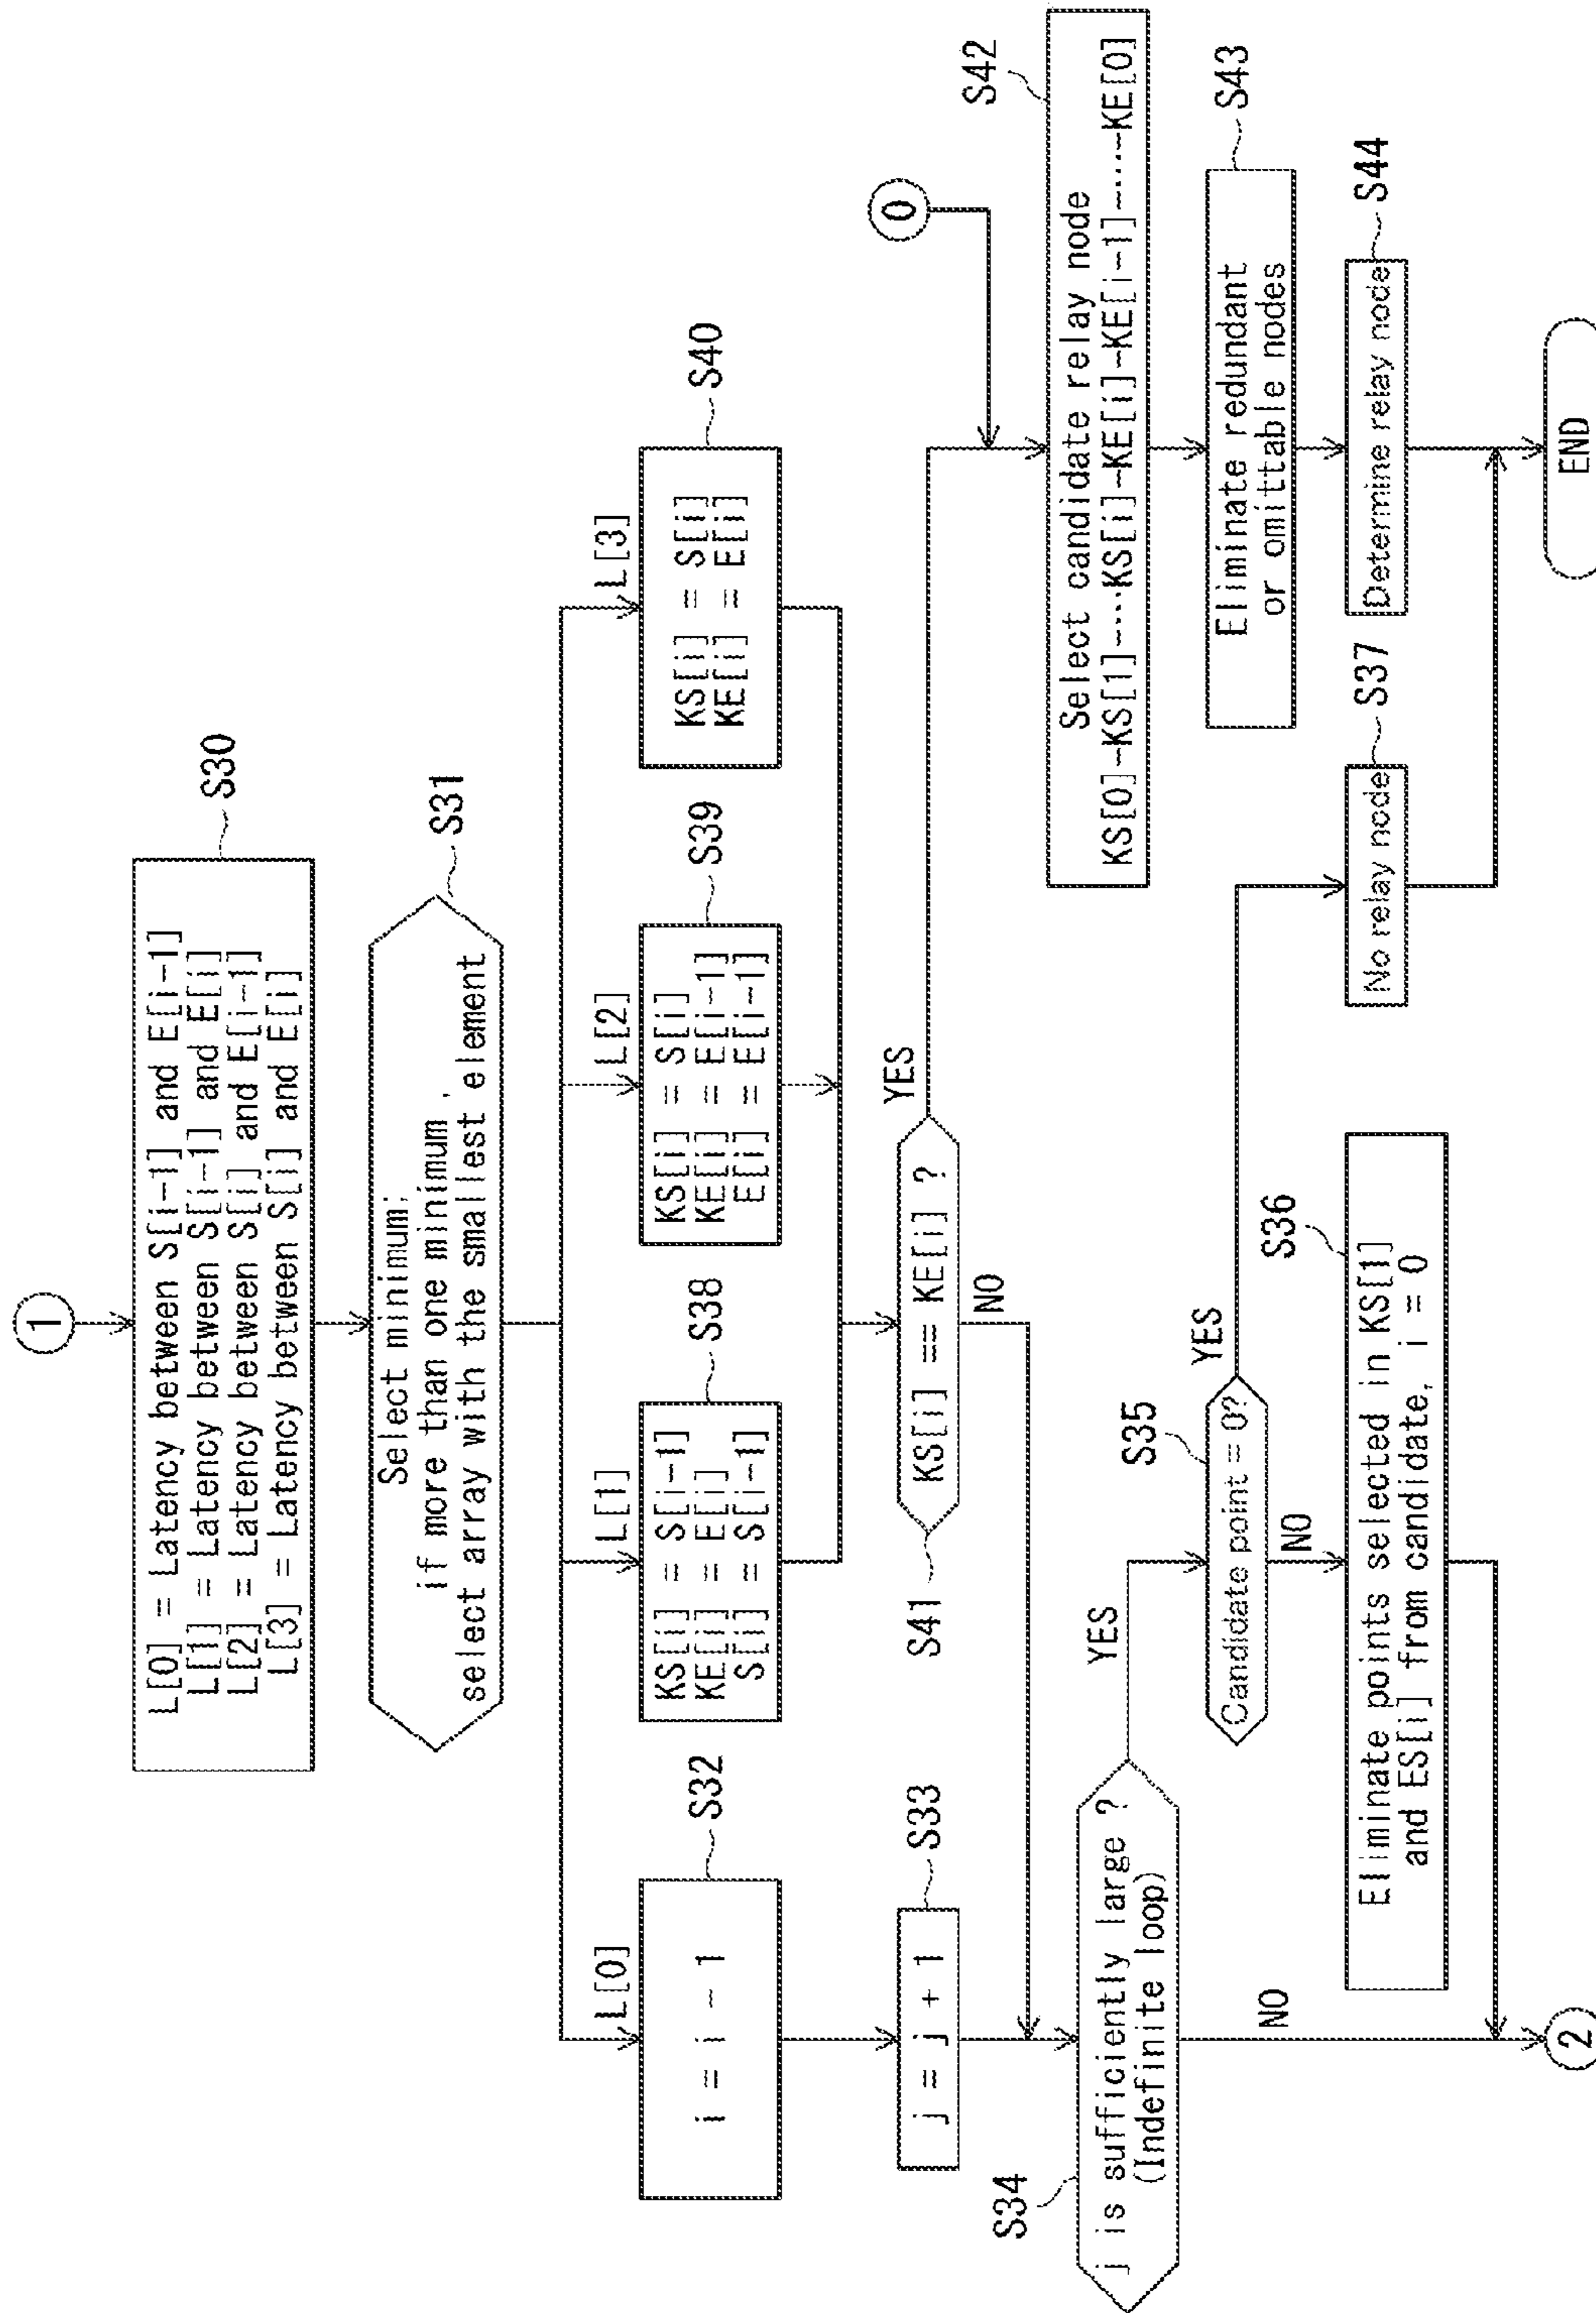 1
S30
L[0] = Latency between S[i-1] and E[i-1]
L[1] = Latency between S[i-1] and E[i]
L[2] = Latency between S[i] and E[i-1]
L[3] = Latency between S[i] and E[i]
S31
Select minimum;
if more than one minimum,
select array with the smallest element
L[0]
S32
i = i - 1
L[1]
S38
KS[i] = S[i-1]
KE[i] = E[i]
S[i] = S[i-1]
L[2]
S39
KS[i] = S[i]
KE[i] = E[i-1]
E[i] = E[i-1]
L[3]
S40
KS[i] = S[i]
KE[i] = E[i]
S33
j = j + 1
S41
KS[i] == KE[i] ?
YES
NO
0
S34
j is sufficiently large ?
(Indefinite loop)
YES
NO
S35
Candidate point = 0?
YES
NO
S36
Eliminate points selected in KS[1]
and ES[i] from candidate, i = 0
S42
Select candidate relay node
KS[0]-KS[1]-...KS[i]-KE[i]-KE[i-1]-...-KE[0]
S43
Eliminate redundant
or omittable nodes
S37
No relay node
S44
Determine relay node
2
END